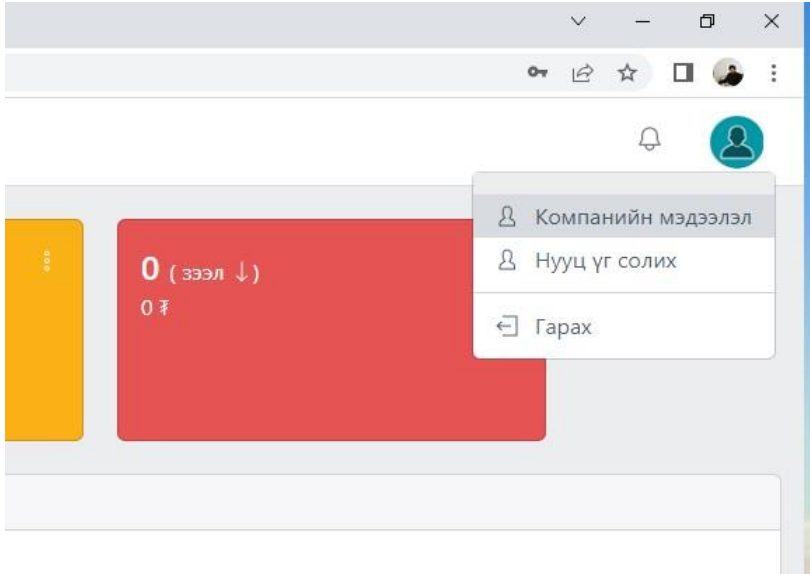 Компанийн мэдээлэл
Нууц үг солих
Гарах
0 ( зээл ↓)
0 ₮